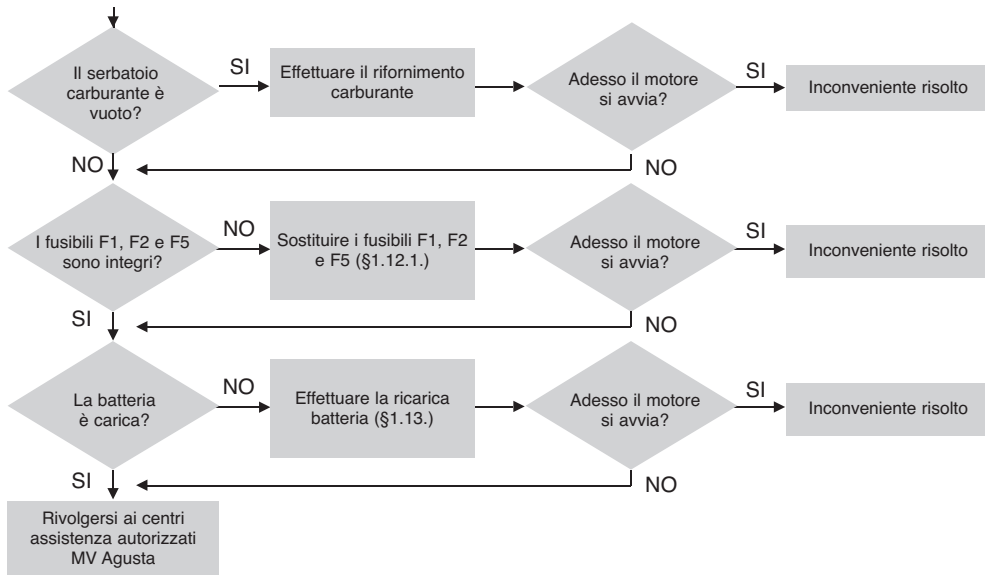 Il serbatoio
carburante è
vuoto?
SI
Effettuare il rifornimento
carburante
Adesso il motore
si avvia?
SI
Inconveniente risolto
NO
NO
I fusibili F1, F2 e F5
sono integri?
NO
Sostituire i fusibili F1, F2
e F5 (§1.12.1.)
Adesso il motore
si avvia?
SI
Inconveniente risolto
SI
NO
La batteria
è carica?
NO
Effettuare la ricarica
batteria (§1.13.)
Adesso il motore
si avvia?
SI
Inconveniente risolto
SI
NO
Rivolgersi ai centri
assistenza autorizzati
MV Agusta